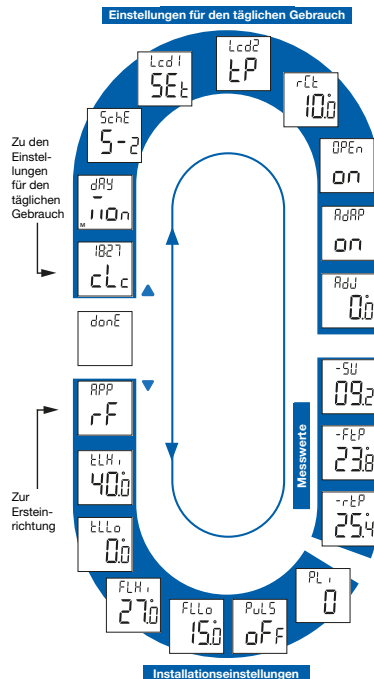 Einstellungen für den täglichen Gebrauch
Lcd2
tP
Lcd1
SEt
rCt
10.0
SchE
S-2
OPEn
on
Zu den
Einstel-
lungen
für den
täglichen
Gebrauch
dAY
Mon
M
AdAP
on
1827
cLc
AdJ
0.0
donE
-SU
09.2
APP
rF
-FtP
23.8
Messwerte
tLHi
40.0
-rtP
25.4
Zur
Erstein-
richtung
tLLo
0.0
PLi
0
FLHi
27.0
FLLo
15.0
PulS
oFF
Installationseinstellungen